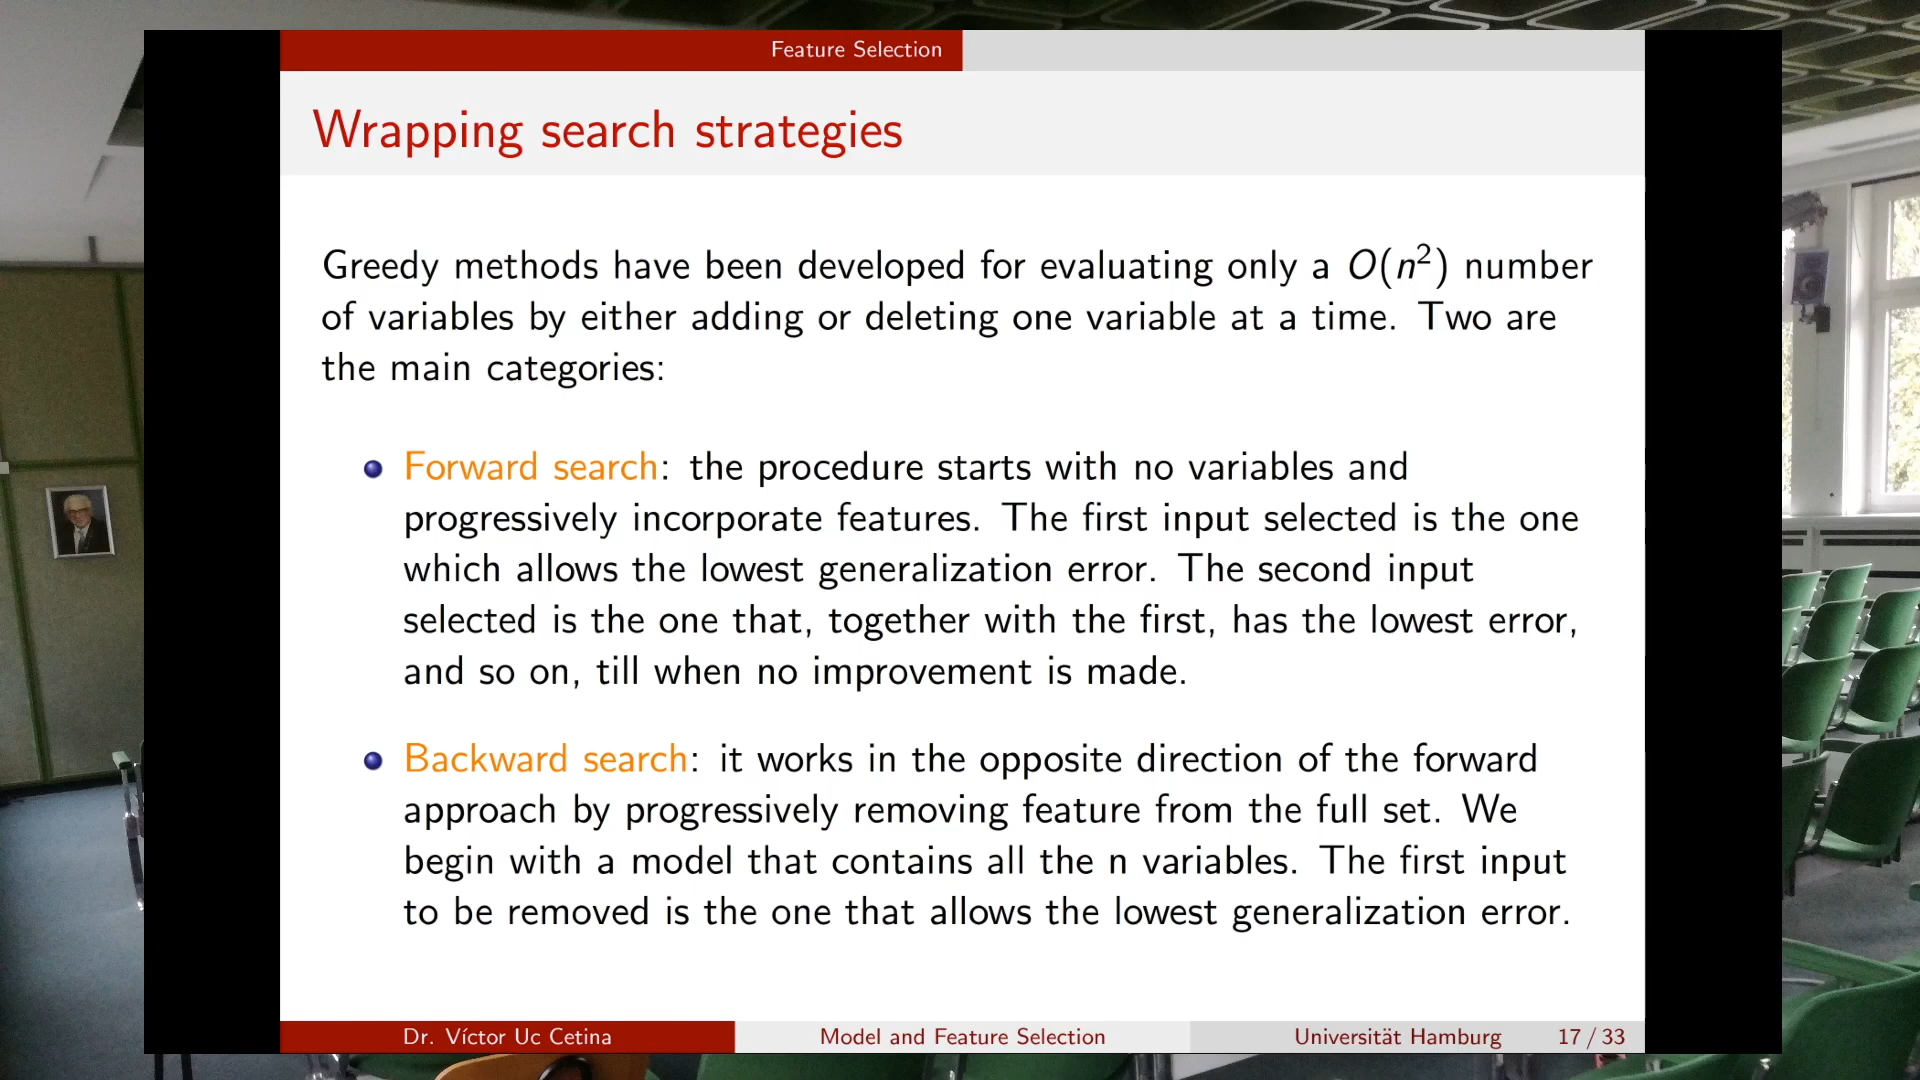 Feature Selection
Wrapping search strategies
Greedy methods have been developed for evaluating only a O(n²) number
of variables by either adding or deleting one variable at a time. Two are
the main categories:
Forward search: the procedure starts with no variables and
progressively incorporate features. The first input selected is the one
which allows the lowest generalization error. The second input
selected is the one that, together with the first, has the lowest error,
and so on, till when no improvement is made.
Backward search: it works in the opposite direction of the forward
approach by progressively removing feature from the full set. We
begin with a model that contains all the n variables. The first input
to be removed is the one that allows the lowest generalization error.
Dr. Víctor Uc Cetina
Model and Feature Selection
Universität Hamburg
17 / 33